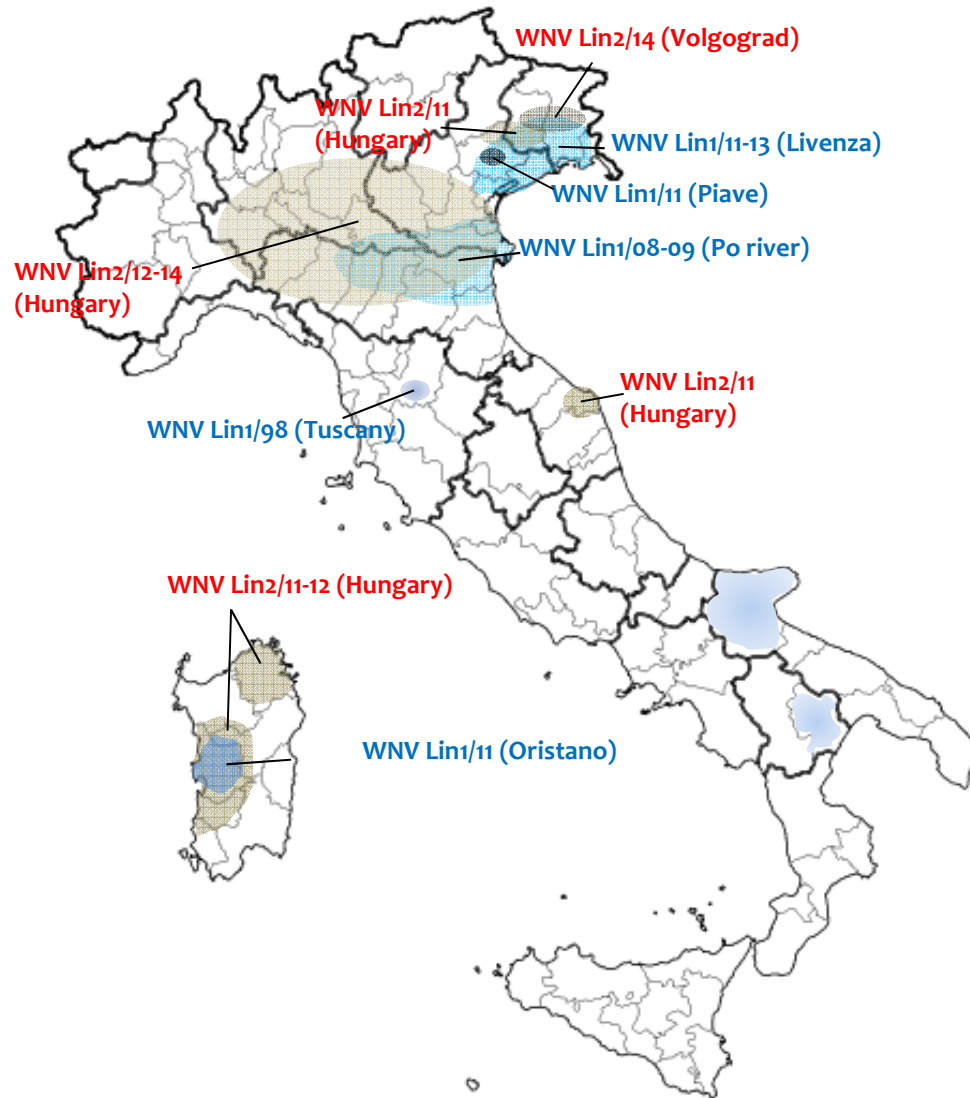 WNV Lin2/14 (Volgograd)
WNV Lin2/11
(Hungary)
WNV Lin1/11-13 (Livenza)
WNV Lin1/11 (Piave)
WNV Lin1/08-09 (Po river)
WNV Lin2/12-14
(Hungary)
WNV Lin2/11
(Hungary)
WNV Lin1/98 (Tuscany)
WNV Lin2/11-12 (Hungary)
WNV Lin1/11 (Oristano)